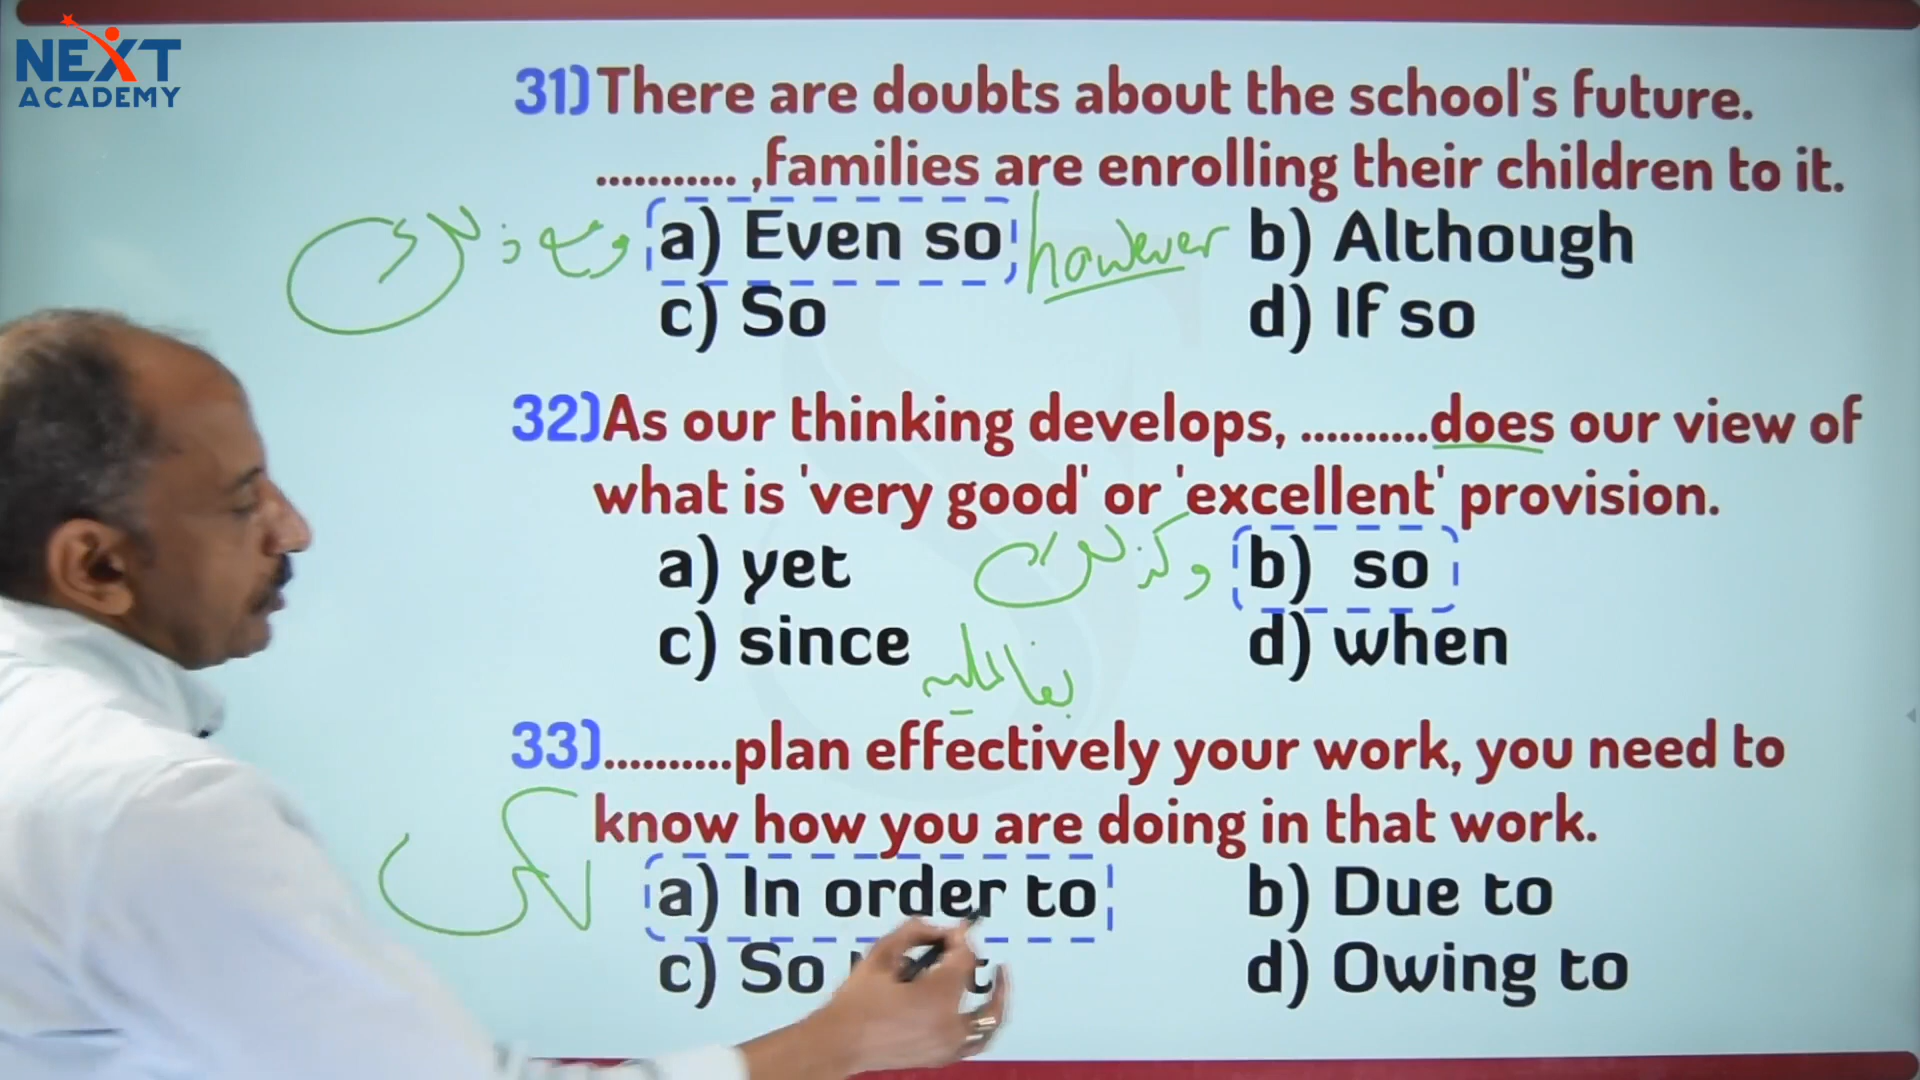 NEXT
ACADEMY
31) There are doubts about the school's future.
........... ,families are enrolling their children to it.
ومع ذلك a) Even so however b) Although
c) So d) If so
32)As our thinking develops, ..........does our view of
what is 'very good' or 'excellent' provision.
a) yet وكذلك b) so
c) since d) when
33)..........plan effectively your work, you need to
know how you are doing in that work.
لكى a) In order to b) Due to
c) So d) Owing to